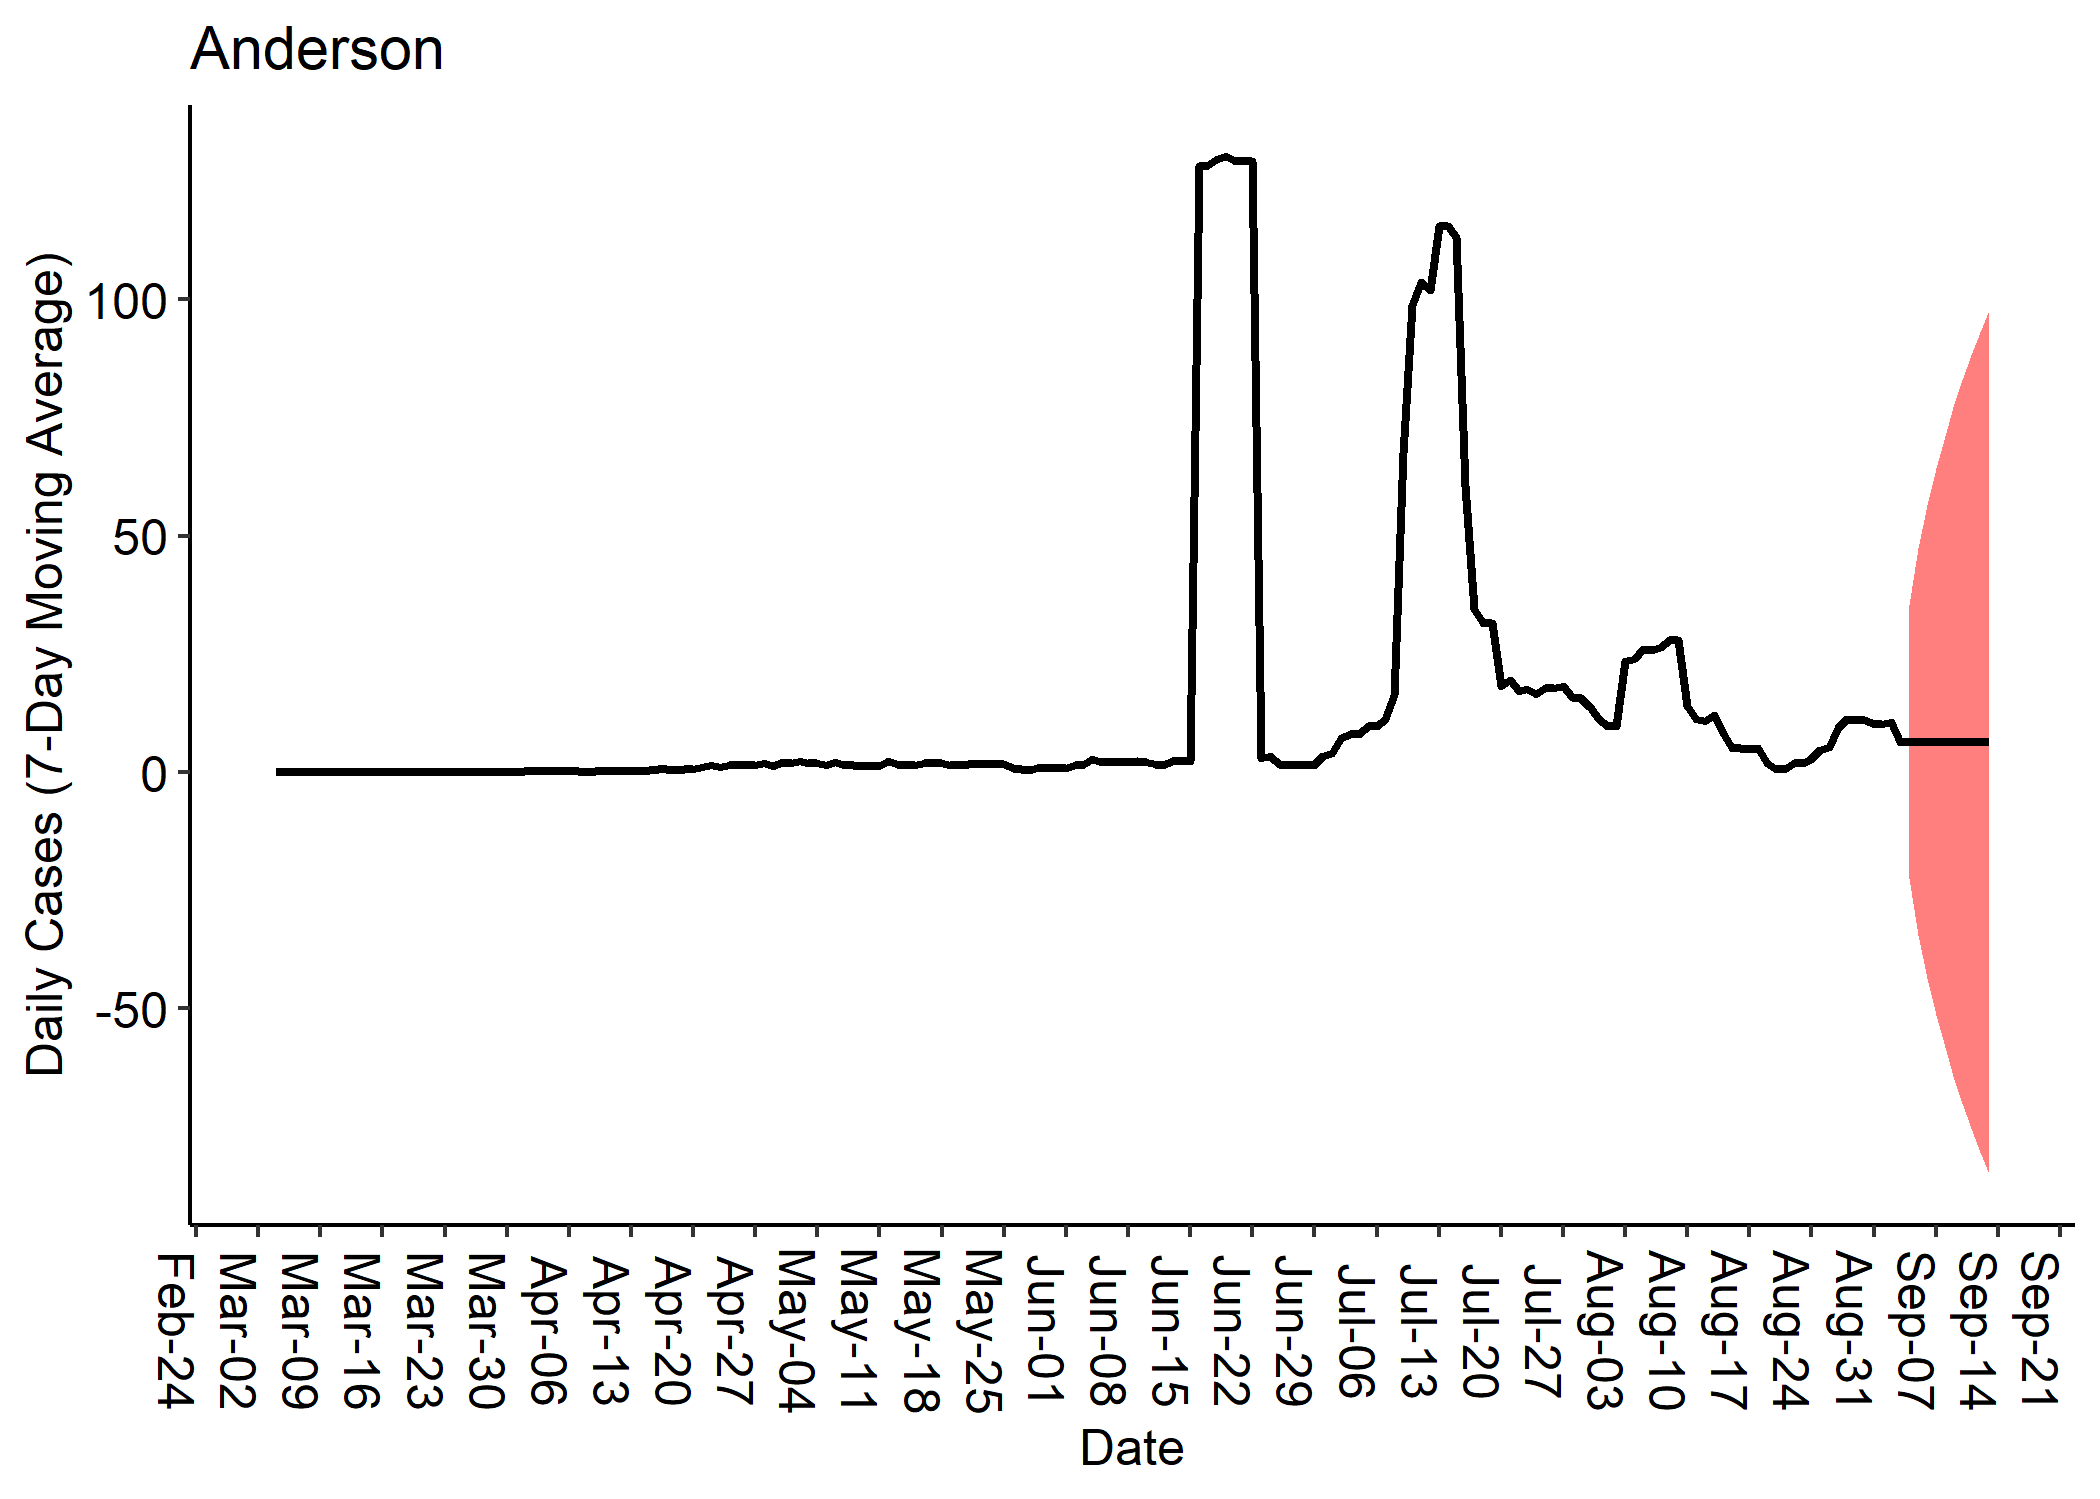 Anderson
Daily Cases (7-Day Moving Average)
100
50
0
-50
Feb-24
Mar-02
Mar-09
Mar-16
Mar-23
Mar-30
Apr-06
Apr-13
Apr-20
Apr-27
May-04
May-11
May-18
May-25
Jun-01
Jun-08
Jun-15
Jun-22
Jun-29
Jul-06
Jul-13
Jul-20
Jul-27
Aug-03
Aug-10
Aug-17
Aug-24
Aug-31
Sep-07
Sep-14
Sep-21
Date